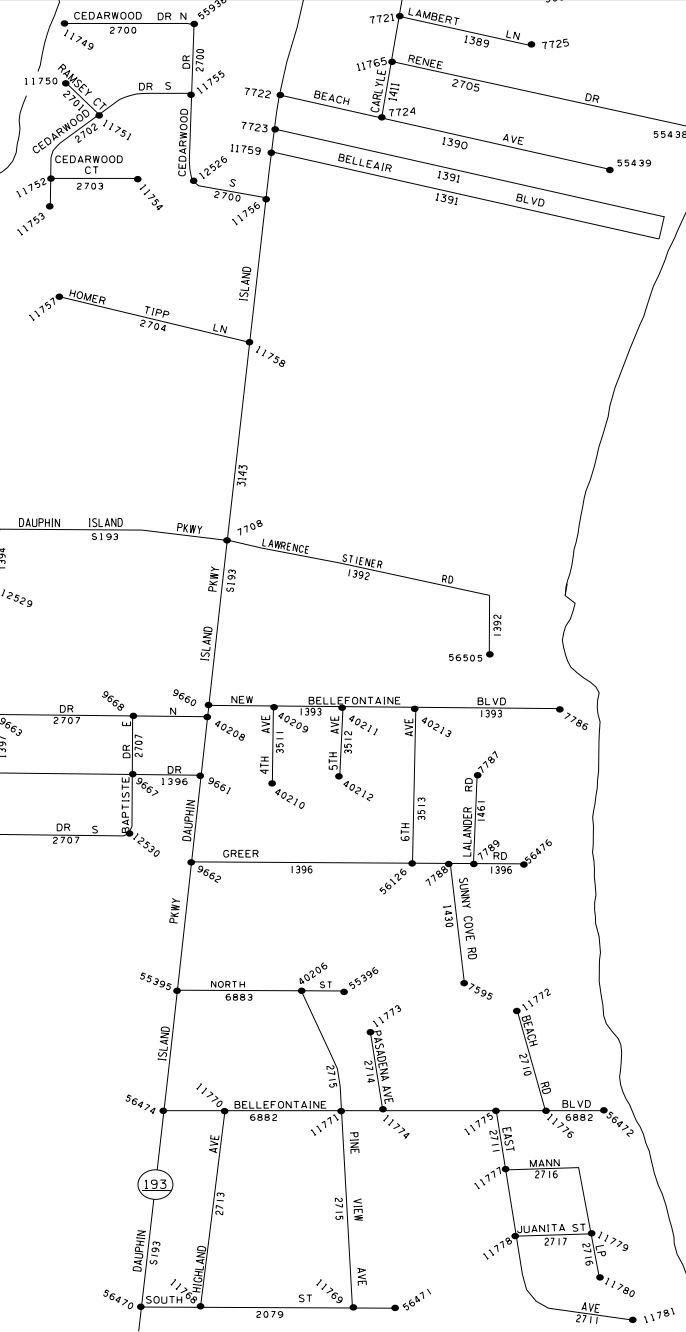 CEDARWOOD DR N
2700
11749
55938
7721
LAMBERT LN
1389
7725
DR
2700
11750
RAMSEY CT
2701
DR S
11755
11765
RENEE DR
2705
55438
CARLYLE
1411
7724
7722
BEACH AVE
1390
55439
CEDARWOOD
2702
11751
CEDARWOOD
7723
11759
BELLEAIR BLVD
1391
1391
CEDARWOOD
CT
2703
11752
11754
11753
12526
S
2700
11756
ISLAND
11757
HOMER TIPP LN
2704
11758
3143
DAUPHIN ISLAND PKWY
S193
7708
LAWRENCE STIENER RD
1392
1392
56505
1394
12529
PKWY
S193
ISLAND
9668
9660
NEW BELLEFONTAINE BLVD
1393
1393
7786
DR
2707
N
40208
40209
40211
40213
9663
1397
DR E
2707
4TH AVE
3511
40210
5TH AVE
3512
40212
6TH AVE
3513
7787
LALANDER RD
1461
DR
1396
9667
9661
BAPTISTE
DAUPHIN
DR S
2707
12530
GREER RD
1396
1396
9662
56126
7788
7789
56476
PKWY
SUNNY COVE RD
1430
7595
55395
NORTH ST
6883
40206
55396
ISLAND
2715
11773
PASADENA AVE
2714
11772
BEACH RD
2710
56474
11770
BELLEFONTAINE BLVD
6882
6882
11771
11774
11775
11776
56472
AVE
2713
HIGHLAND
PINE VIEW AVE
2715
EAST
2711
MANN
2716
11777
193
DAUPHIN
S193
JUANITA ST
2717
11778
11779
LP
2716
11780
56470
SOUTH ST
2079
11768
11769
56471
AVE
2711
11781